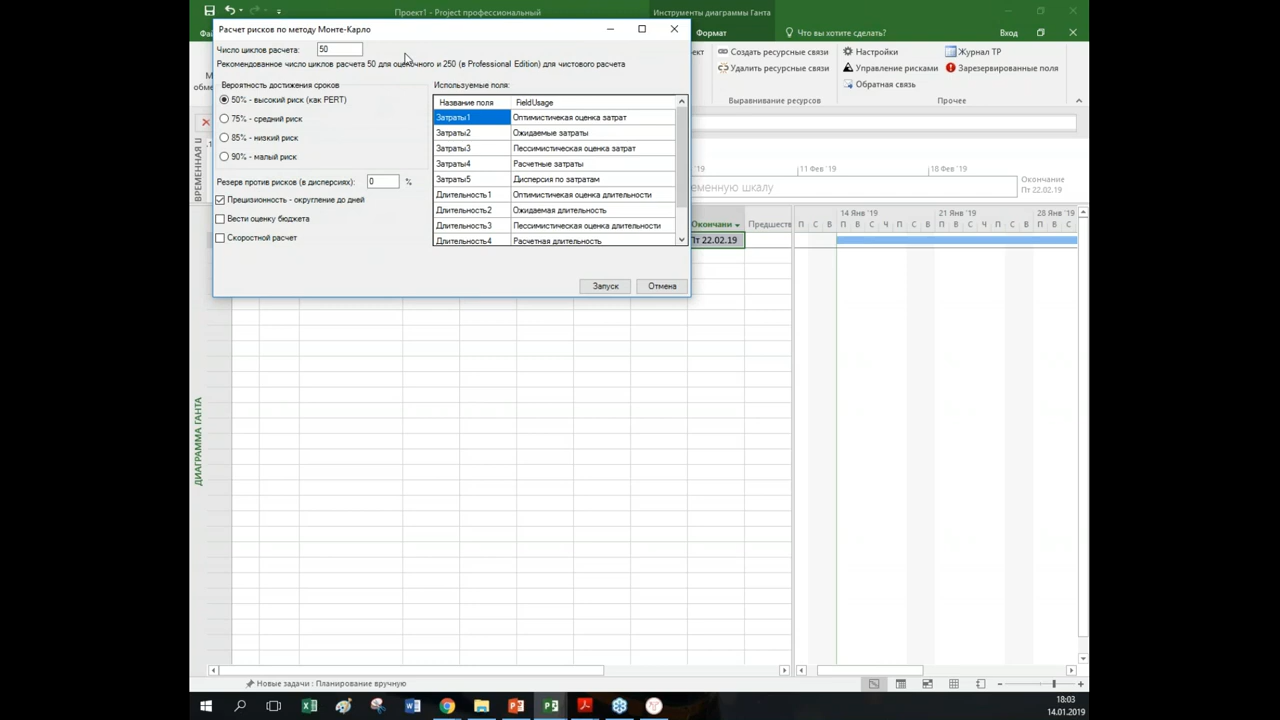 Проект1 - Project профессиональный
Инструменты диаграммы Ганта
Расчет рисков по методу Монте-Карло
Формат
Что вы хотите сделать?
Вход
Число циклов расчета: 50
Рекомендованное число циклов расчета 50 для оценочного и 250 (в Professional Edition) для чистового расчета
Создать ресурсные связи
Удалить ресурсные связи
Выравнивание ресурсов
Настройки
Управление рисками
Обратная связь
Журнал ТР
Зарезервированные поля
Прочее
Вероятность достижения сроков
50% - высокий риск (как PERT)
75% - средний риск
85% - низкий риск
90% - малый риск
Резерв против рисков (в дисперсиях): 0 %
Прецизионность - округление до дней
Вести оценку бюджета
Скоростной расчет
Используемые поля:
Название поля FieldUsage
Затраты1 Оптимистичекая оценка затрат
Затраты2 Ожидаемые затраты
Затраты3 Пессимистическая оценка затрат
Затраты4 Расчетные затраты
Затраты5 Дисперсия по затратам
Длительность1 Оптимистичекая оценка длительности
Длительность2 Ожидаемая длительность
Длительность3 Пессимистическая оценка длительности
Длительность4 Расчетная длительность
Запуск
Отмена
'19 11 Фев '19 18 Фев '19
Окончание
Пт 22.02.19
14 Янв '19 21 Янв '19 28 Янв '19
Окончани Предшеств
П С В П В С Ч П С В П В С Ч П С В П В С
Пт 22.02.19
ДИАГРАММА ГАНТА
Новые задачи : Планирование вручную
18:03
14.01.2019